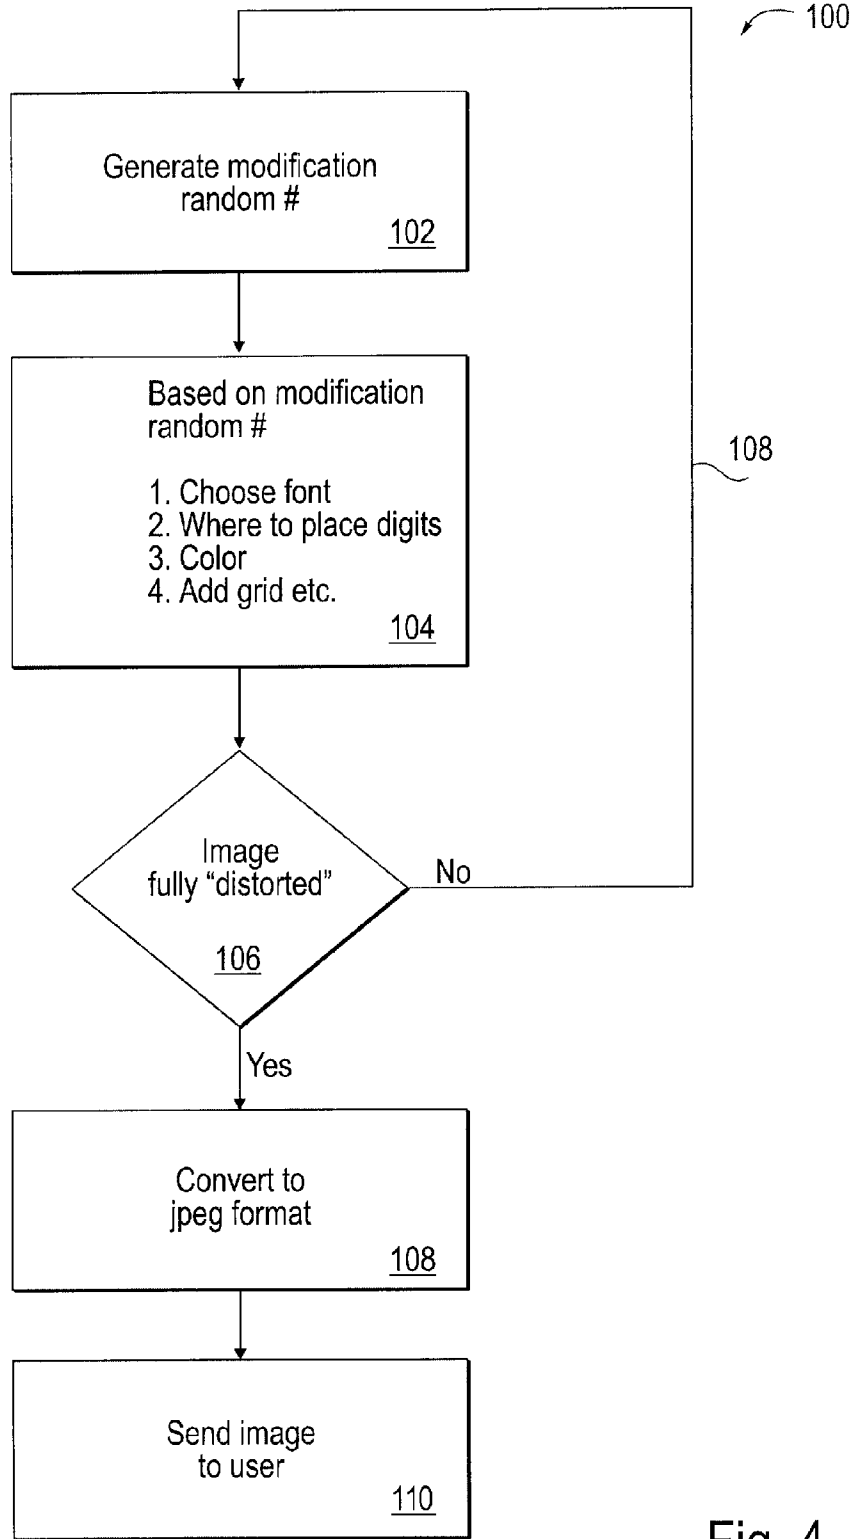 100
Generate modification
random #
102
Based on modification
random #
1. Choose font
2. Where to place digits
3. Color
4. Add grid etc.
104
108
Image
fully “distorted”
106
No
Yes
Convert to
jpeg format
108
Send image
to user
110
Fig. 4